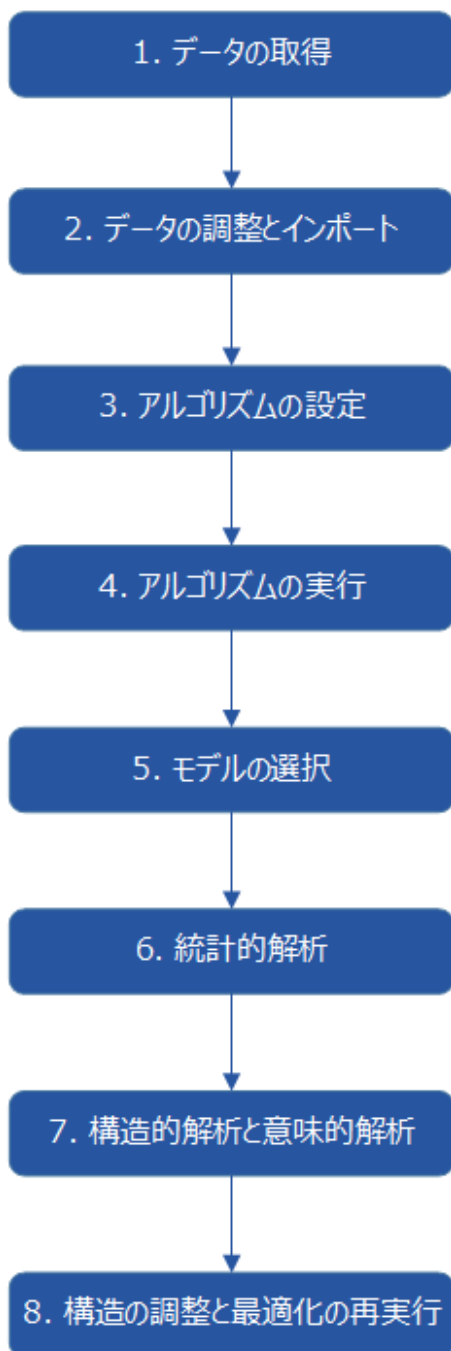 1. データの取得
2. データの調整とインポート
3. アルゴリズムの設定
4. アルゴリズムの実行
5. モデルの選択
6. 統計的解析
7. 構造的解析と意味的解析
8. 構造の調整と最適化の再実行